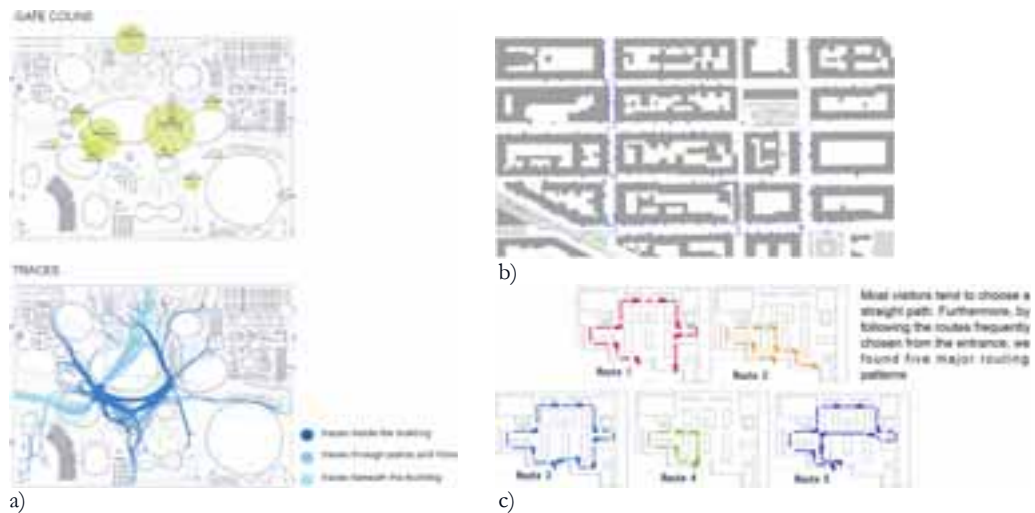 GATE COUNS
TRACES
traces inside the building
traces through patios and
traces beneath the building
a)
b)
Most visitors tend to choose a
straight path. Furthermore, by
following the routes frequently
chosen from the entrance, we
found five major routing
patterns
Route 1
Route 2
Route 3
Route 4
Route 5
c)